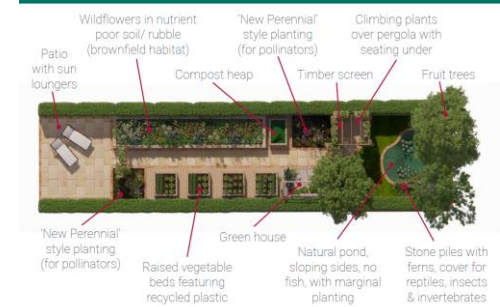 Wildflowers in nutrient
poor soil/ rubble
(brownfield habitat)
'New Perennial'
style planting
(for pollinators)
Climbing plants
over pergola with
seating under
Patio
with sun
loungers
Compost heap
Timber screen
Fruit trees
'New Perennial'
style planting
(for pollinators)
Raised vegetable
beds featuring
recycled plastic
Green house
Natural pond,
sloping sides, no
fish, with marginal
planting
Stone piles with
ferns, cover for
reptiles, insects
& invertebrates